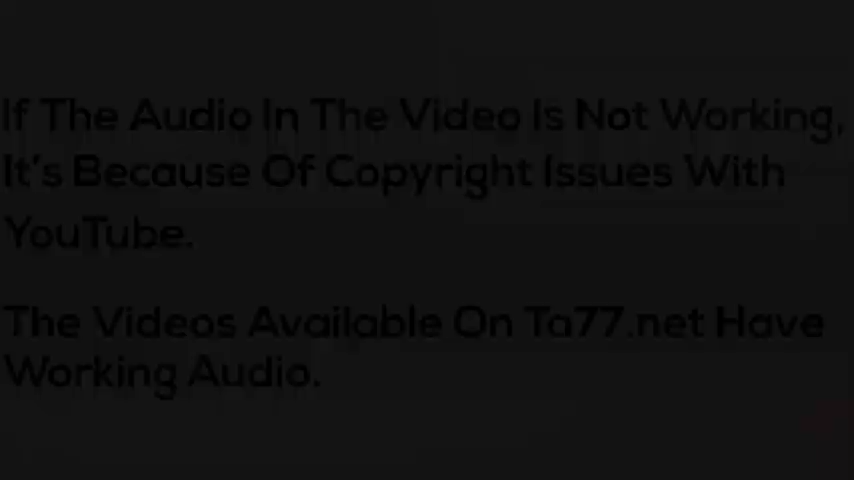 If The Audio In The Video Is Not Working,
It's Because Of Copyright Issues With
YouTube.
The Videos Available On Ta77.net Have
Working Audio.